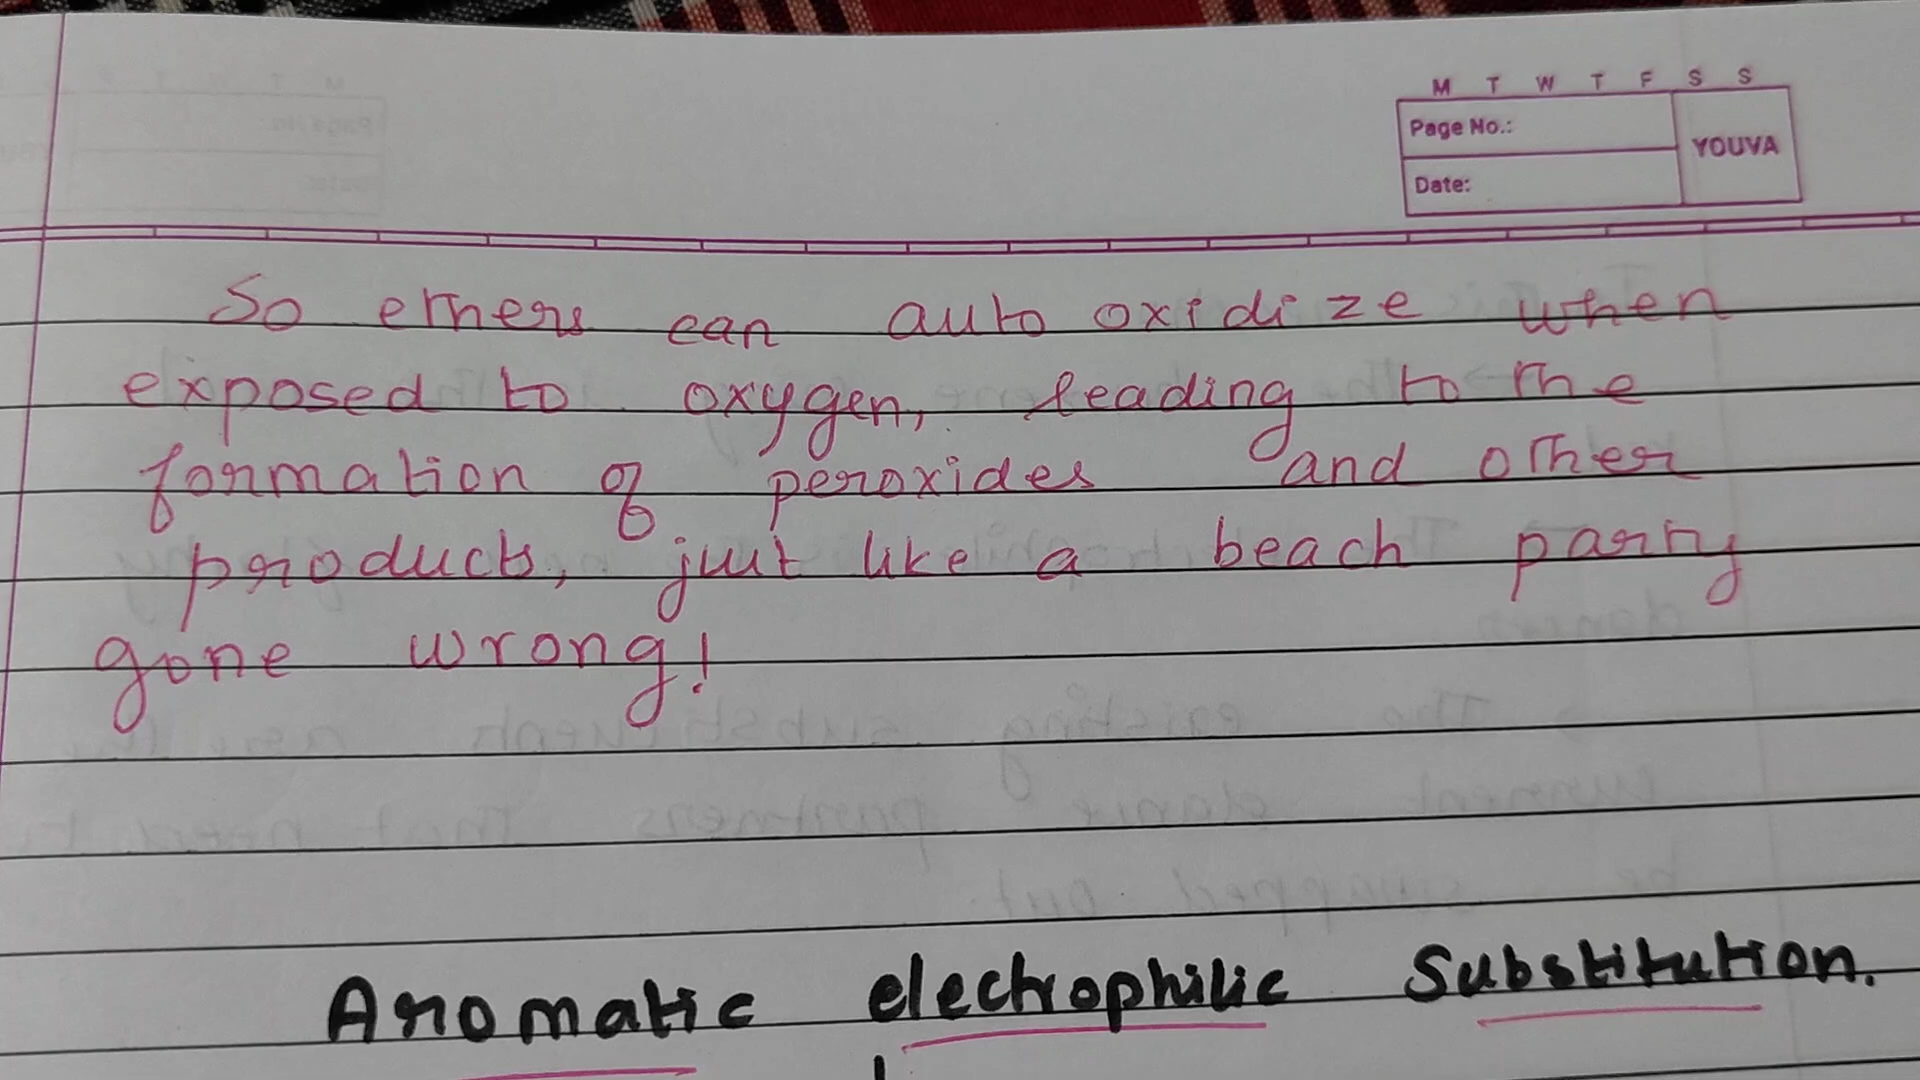 M T W T F S S
Page No.:
YOUVA
Date:
So ethers can auto oxidize when
exposed to oxygen, leading to the
formation of peroxides and other
products, just like a beach party
gone wrong!
Aromatic electrophilic Substitution.